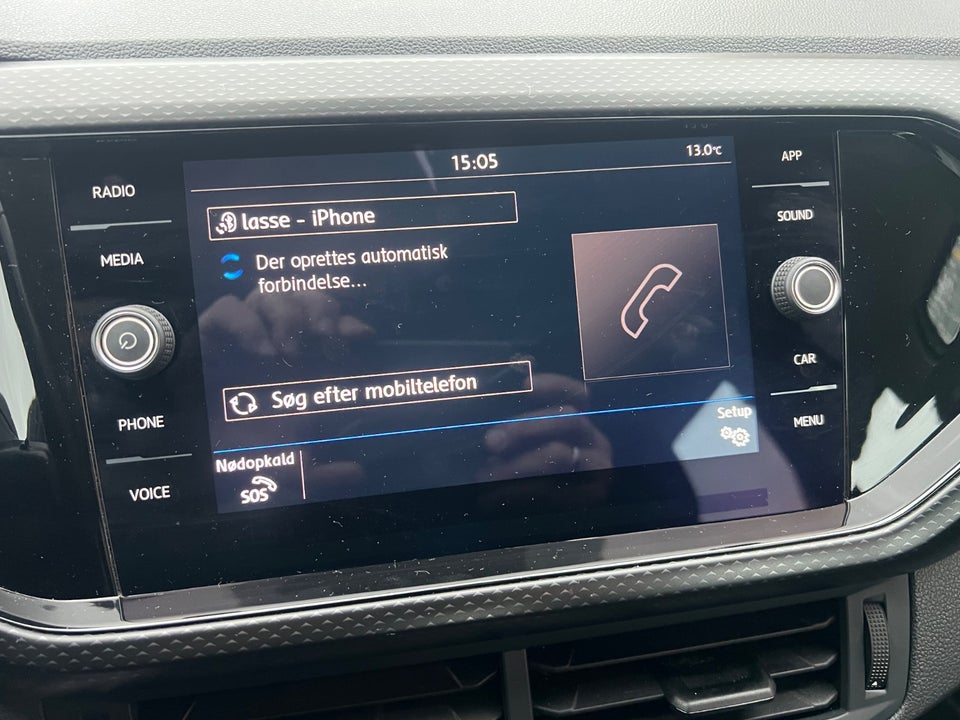 15:05
13.0°C
RADIO
MEDIA
PHONE
VOICE
lasse - iPhone
Der oprettes automatisk
forbindelse...
Søg efter mobiltelefon
Nødopkald
SOS
Setup
APP
SOUND
CAR
MENU